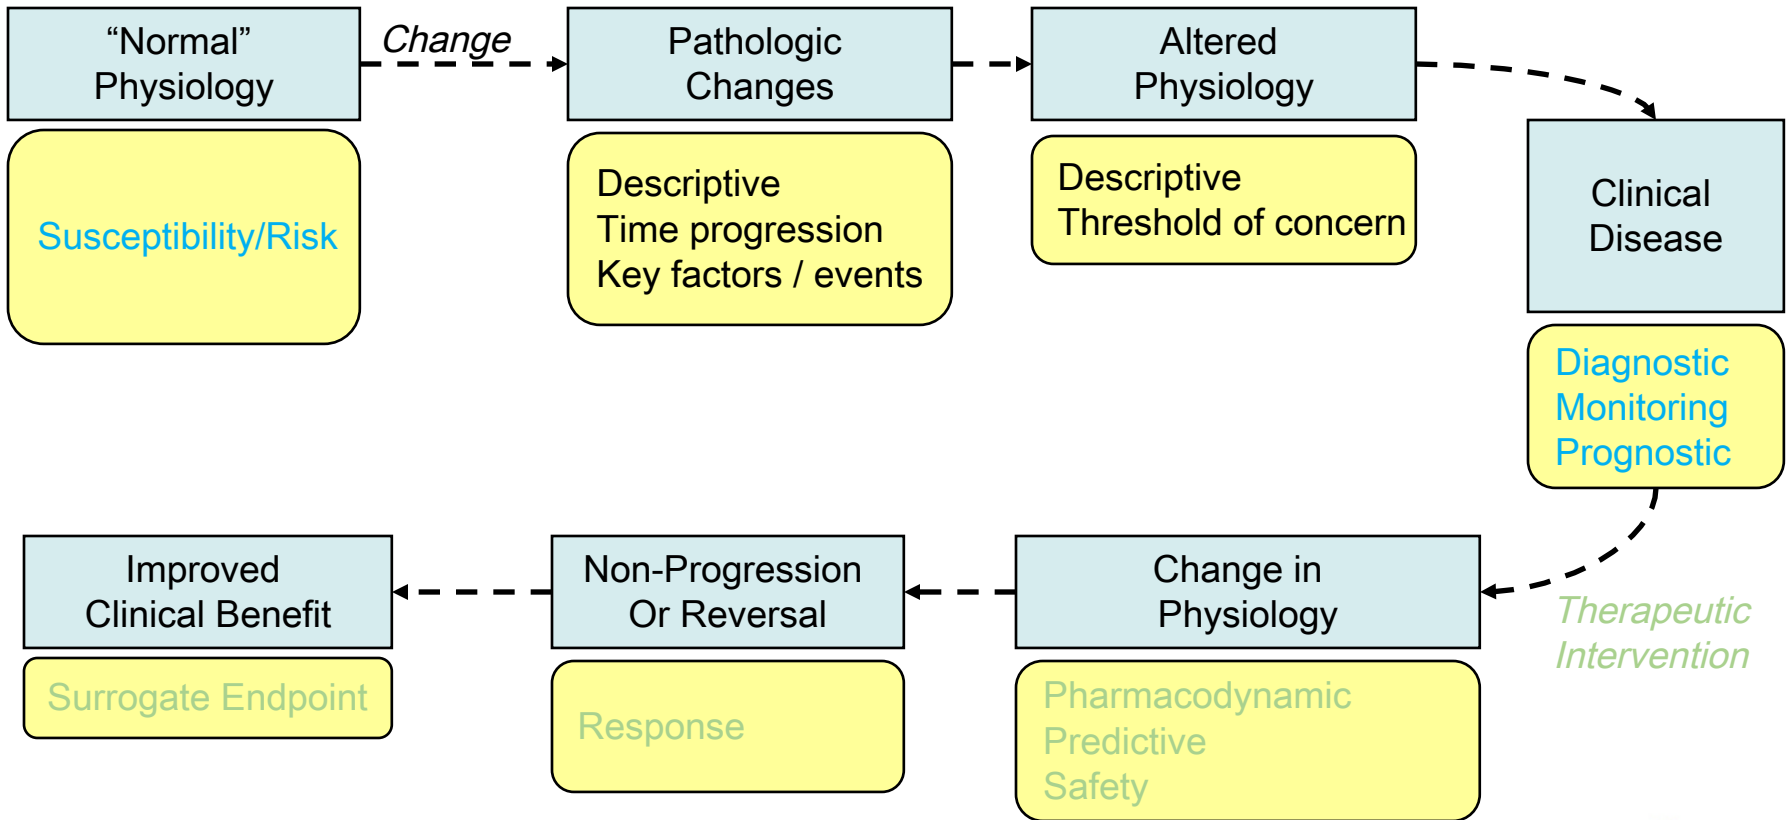 “Normal”
Physiology
Change
Pathologic
Changes
Altered
Physiology
Susceptibility/Risk
Descriptive
Time progression
Key factors / events
Descriptive
Threshold of concern
Clinical
Disease
Diagnostic
Monitoring
Prognostic
Therapeutic
Intervention
Change in
Physiology
Pharmacodynamic
Predictive
Safety
Non-Progression
Or Reversal
Response
Improved
Clinical Benefit
Surrogate Endpoint